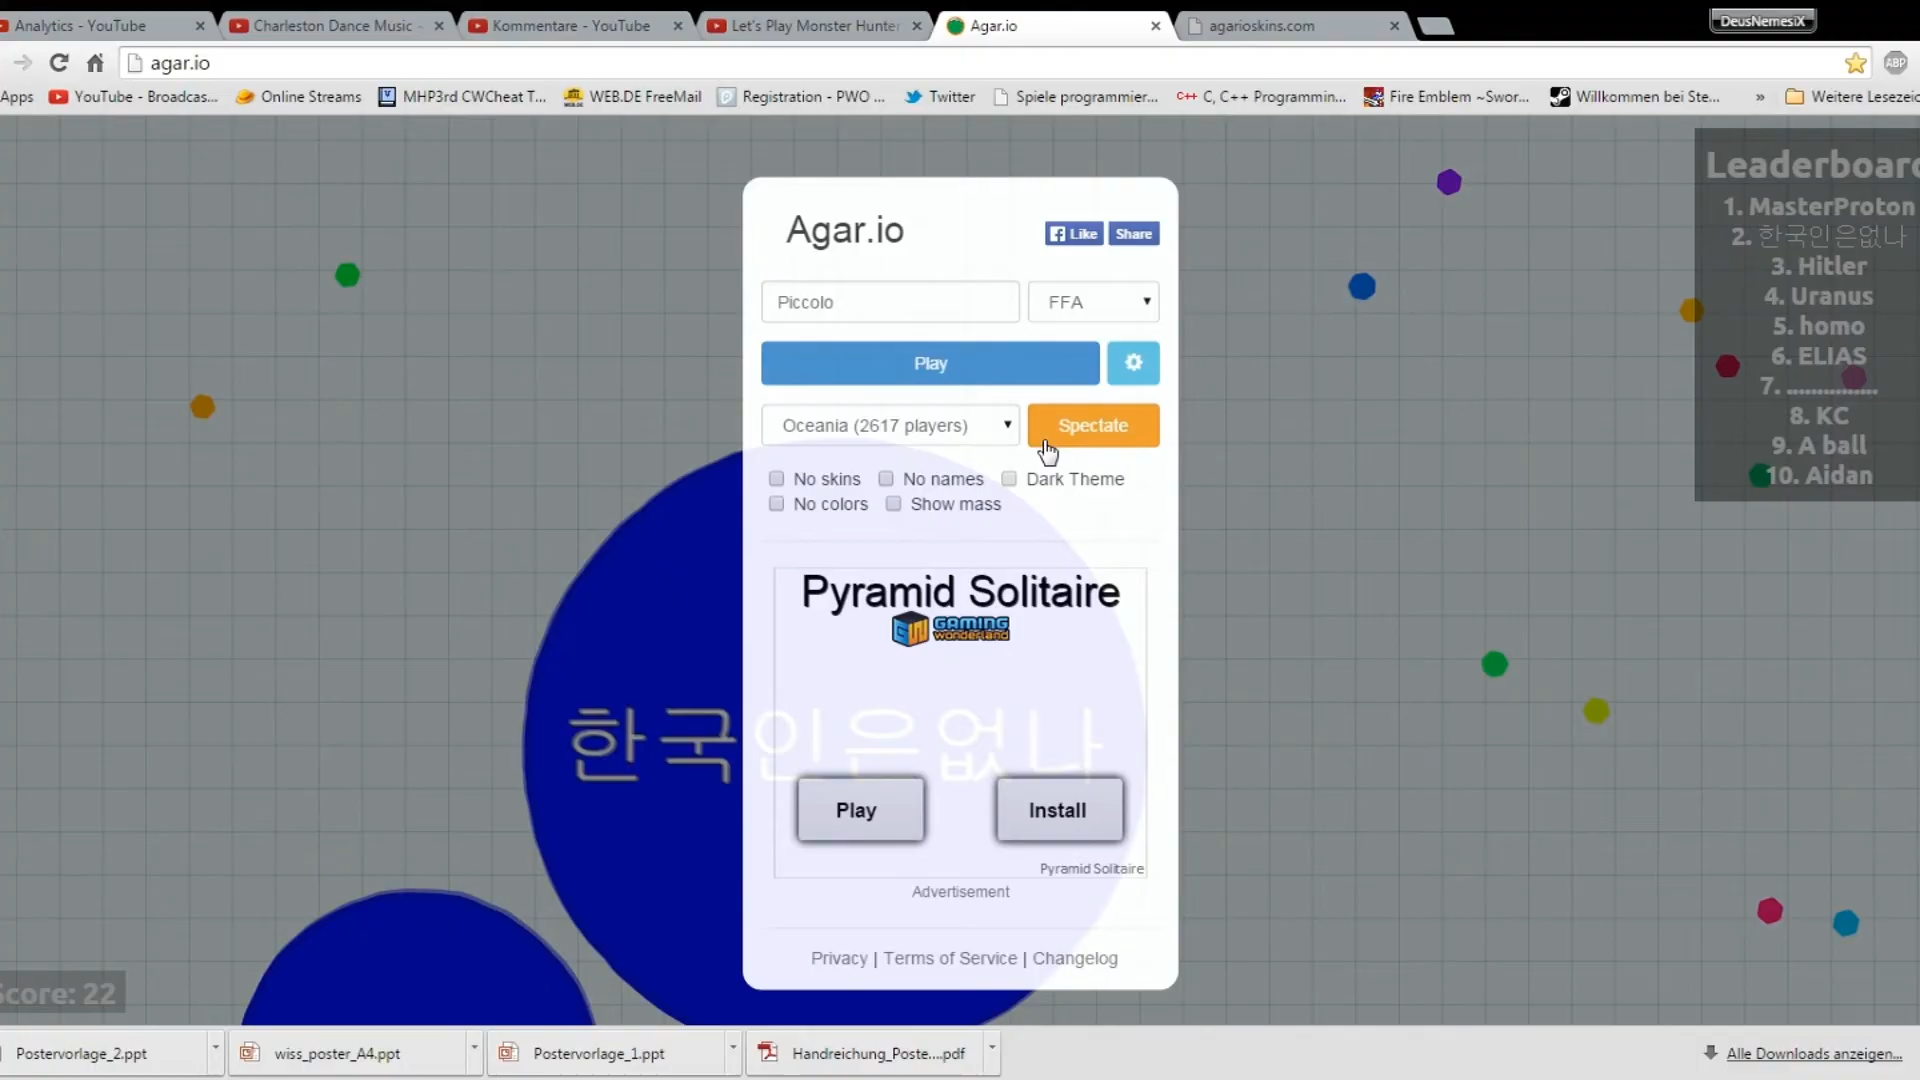 Analytics - YouTube
Charleston Dance Music -
Kommentare - YouTube
Let's Play Monster Hunter
Agar.io
agarioskins.com
DeusNemesiX
agar.io
ABP
Apps
YouTube - Broadcas...
Online Streams
MHP3rd CWCheat T...
WEB.DE FreeMail
Registration - PWO ...
Twitter
Spiele programmier...
C, C++ Programmin...
Fire Emblem ~Swor...
Willkommen bei Ste...
»
Weitere Lesezeic
Leaderboard
1. MasterProton
2. 한국인은없나
3. Hitler
4. Uranus
5. homo
6. ELIAS
7. ...............
8. KC
9. A ball
10. Aidan
Agar.io
Like
Share
Piccolo
FFA
Play
Oceania (2617 players)
Spectate
No skins
No names
Dark Theme
No colors
Show mass
Pyramid Solitaire
GAMING
wonderland
한국인은없나
Play
Install
Pyramid Solitaire
Advertisement
Privacy | Terms of Service | Changelog
Score: 22
Postervorlage_2.ppt
wiss_poster_A4.ppt
Postervorlage_1.ppt
Handreichung_Poste....pdf
Alle Downloads anzeigen...